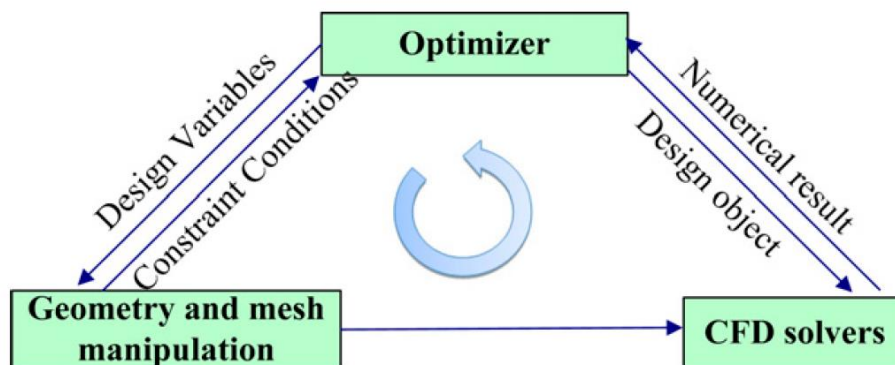 Optimizer
Design Variables
Constraint Conditions
Numerical result
Design object
Geometry and mesh
manipulation
CFD solvers